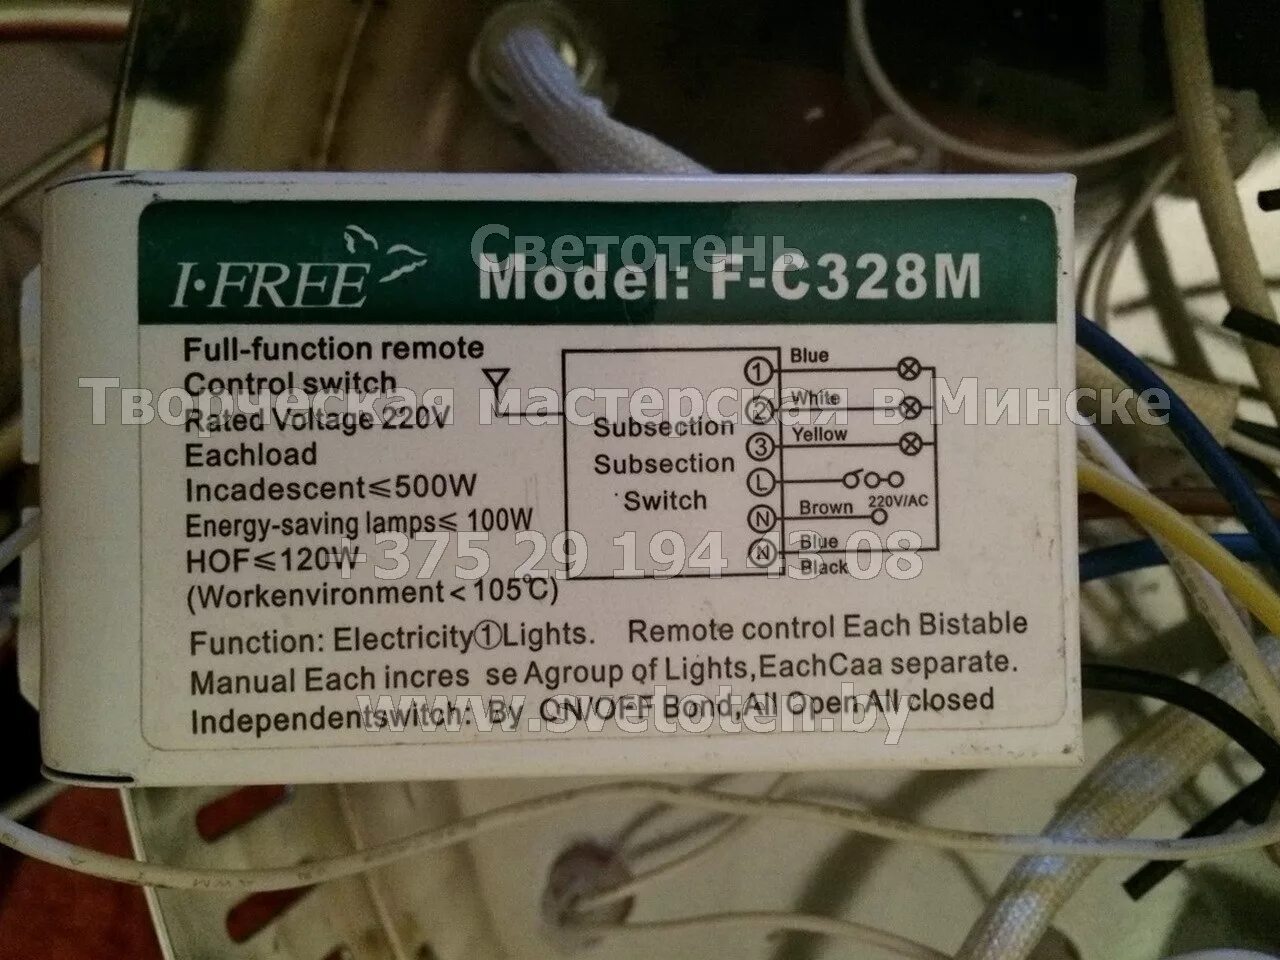 I·FREE Model: F-C328M
Светотень
Full-function remote
Control switch
Rated Voltage 220V
Eachload
Incadescent≤500W
Energy-saving lamps≤ 100W
HOF≤120W
(Workenvironment<105℃)
Subsection
Subsection
Switch
1 Blue
2 White
3 Yellow
L
N Brown 220V/AC
N Blue
Black
Творческая мастерская в Минске
+375 29 194 43 08
Function: Electricity①Lights. Remote control Each Bistable
Manual Each incres se Agroup of Lights,EachCaa separate.
Independentswitch: By ON/OFF Bond,All Open All closed
www.svetoten.by